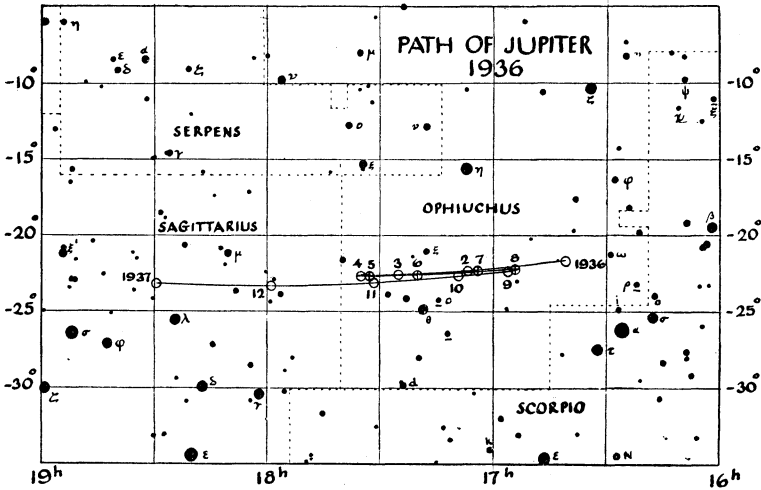 PATH OF JUPITER
1936
η
ε
α
δ
ξ
ν
μ
ζ
η
ψ
-10°
-10°
SERPENS
ο
ν
γ
ξ
η
-15°
-15°
OPHIUCHUS
φ
β
-20°
-20°
SAGITTARIUS
ξ
μ
ξ
ω
4 5 3 6 2 7 8
1936
1937
12
11
10
9
ρ
ο
θ
ο
σ
-25°
-25°
σ
φ
λ
α
τ
-30°
-30°
ζ
δ
γ
d
SCORPIO
ε
κ
ε
N
19h
18h
17h
16h